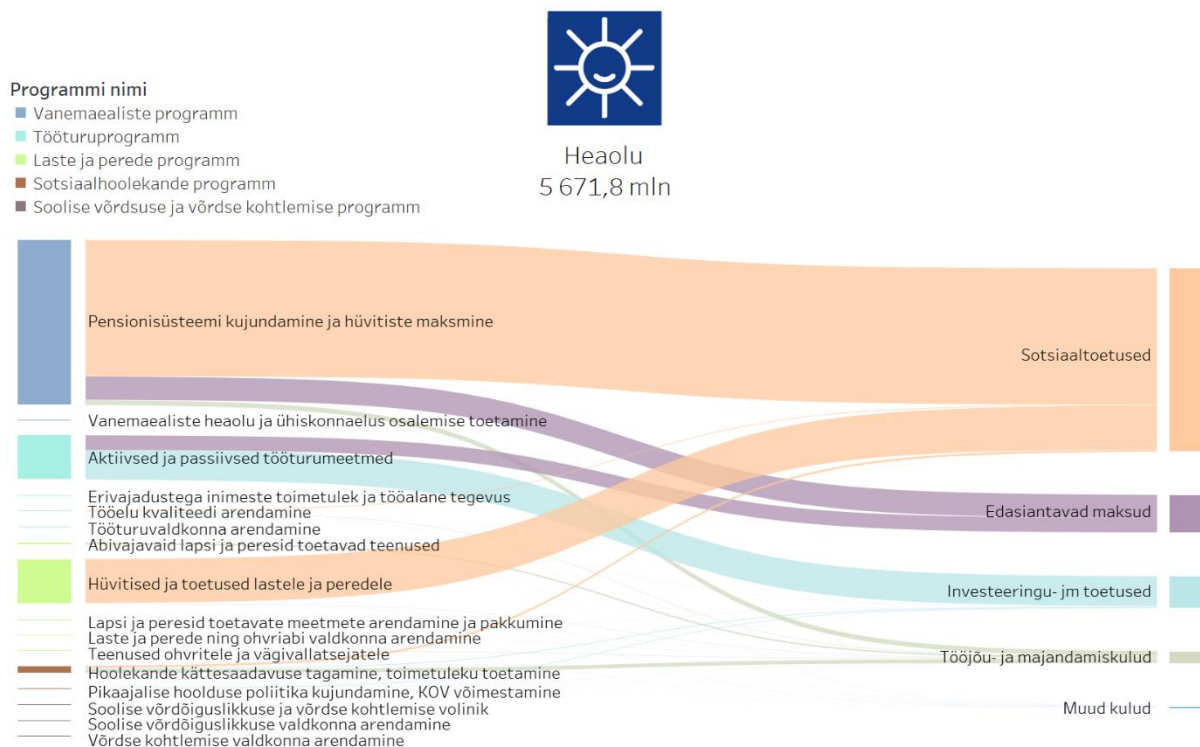 Programmi nimi
Vanemaealiste programm
Tööturuprogramm
Laste ja perede programm
Sotsiaalhoolekande programm
Soolise võrdsuse ja võrdse kohtlemise programm
Heaolu
5 671,8 mln
Pensionisüsteemi kujundamine ja hüvitiste maksmine
Vanemaealiste heaolu ja ühiskonnaelus osalemise toetamine
Aktiivsed ja passiivsed tööturumeetmed
Erivajadustega inimeste toimetulek ja tööalane tegevus
Tööelu kvaliteedi arendamine
Tööturuvaldkonna arendamine
Abivajavaid lapsi ja peresid toetavad teenused
Hüvitised ja toetused lastele ja peredele
Lapsi ja peresid toetavate meetmete arendamine ja pakkumine
Laste ja perede ning ohvriabi valdkonna arendamine
Teenused ohvritele ja vägivallatsejatele
Hoolekande kättesaadavuse tagamine, toimetuleku toetamine
Pikaajalise hoolduse poliitika kujundamine, KOV võimestamine
Soolise võrdõiguslikkuse ja võrdse kohtlemise volinik
Soolise võrdõiguslikkuse valdkonna arendamine
Võrdse kohtlemise valdkonna arendamine
Sotsiaaltoetused
Edasiantavad maksud
Investeeringu- jm toetused
Tööjõu- ja majandamiskulud
Muud kulud